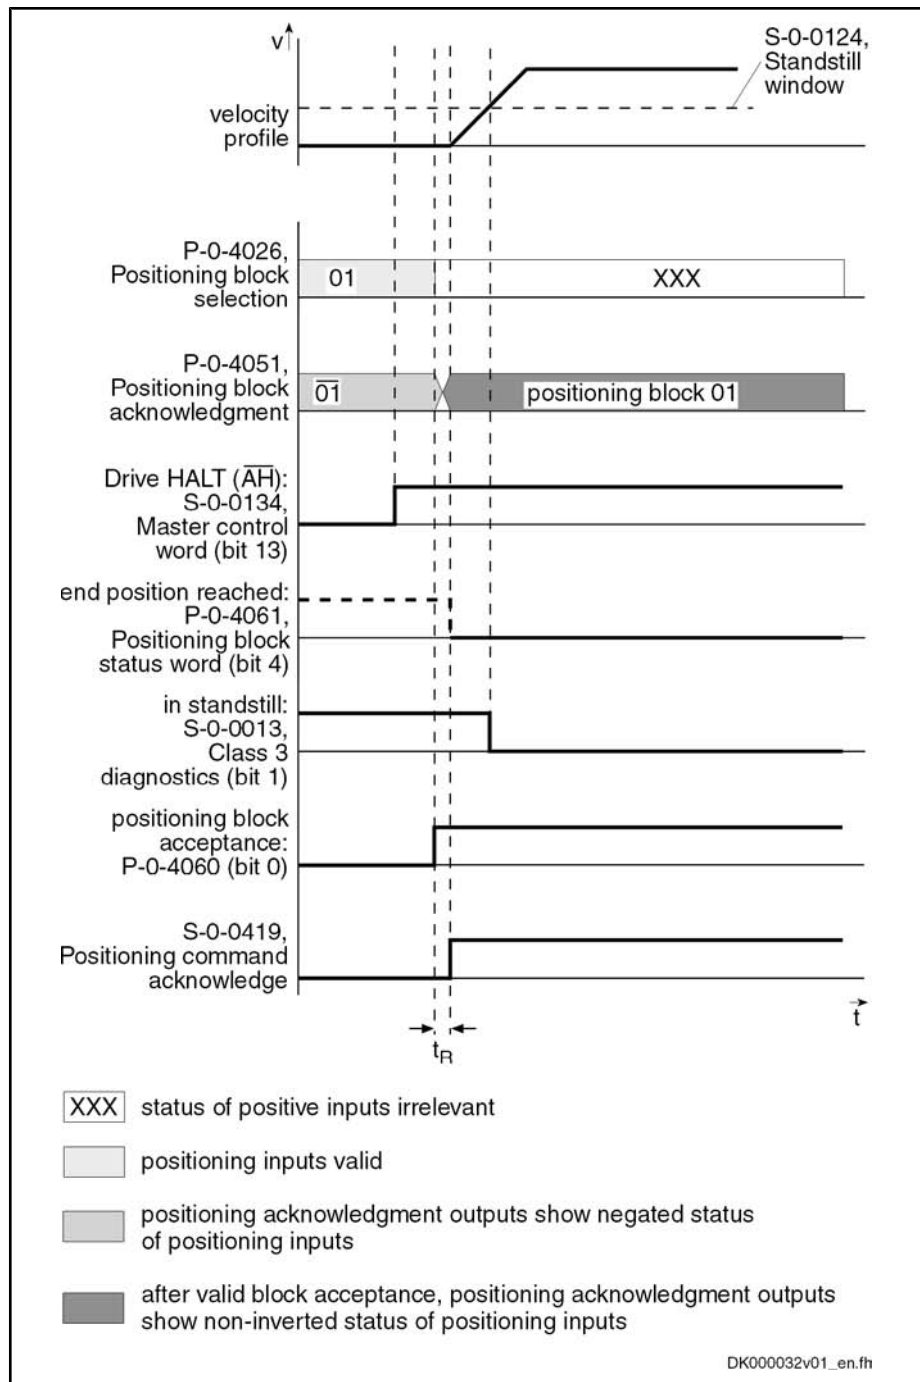 v
S-0-0124,
Standstill
window
velocity
profile
P-0-4026,
Positioning block
selection
01
XXX
P-0-4051,
Positioning block
acknowledgment
0̅1̅
positioning block 01
Drive HALT (A̅H̅):
S-0-0134,
Master control
word (bit 13)
end position reached:
P-0-4061,
Positioning block
status word (bit 4)
in standstill:
S-0-0013,
Class 3
diagnostics (bit 1)
positioning block
acceptance:
P-0-4060 (bit 0)
S-0-0419,
Positioning command
acknowledge
t
tR
XXX status of positive inputs irrelevant
positioning inputs valid
positioning acknowledgment outputs show negated status
of positioning inputs
after valid block acceptance, positioning acknowledgment outputs
show non-inverted status of positioning inputs
DK000032v01_en.fh